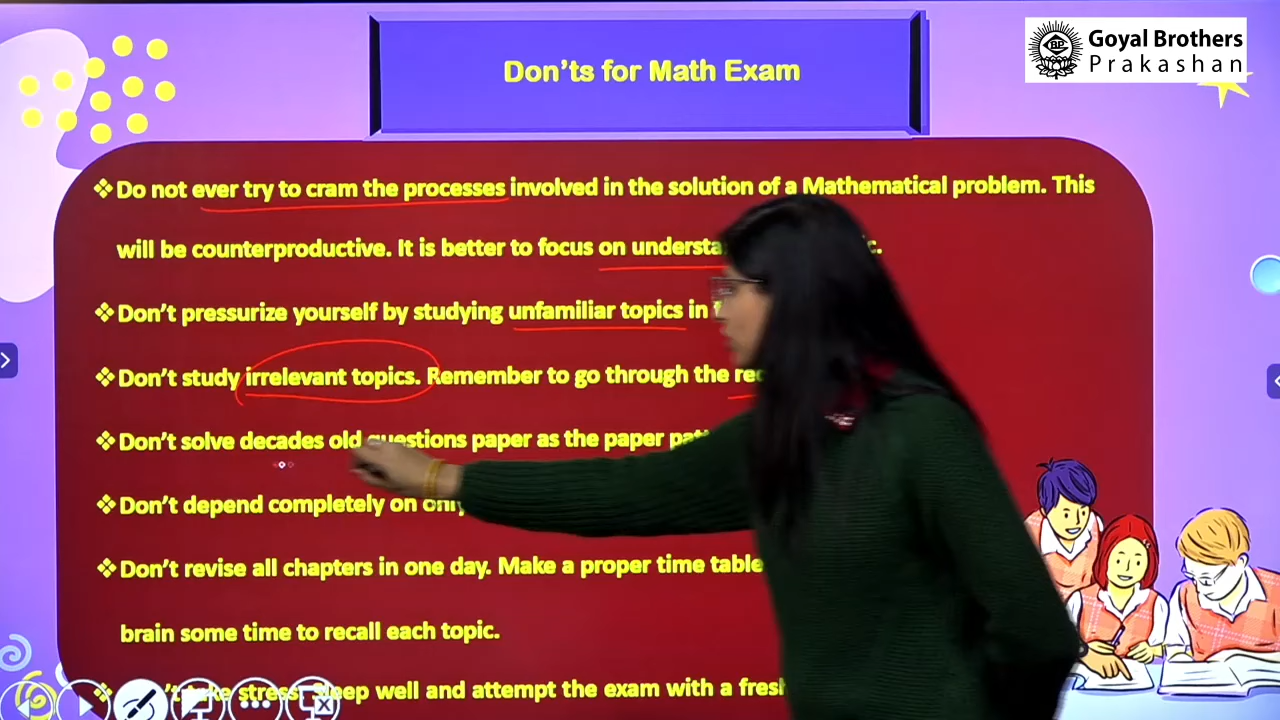 Goyal Brothers
Prakashan
Don'ts for Math Exam
❖Do not ever try to cram the processes involved in the solution of a Mathematical problem. This
will be counterproductive. It is better to focus on
❖Don't pressurize yourself by studying unfamiliar topics in
❖Don't study irrelevant topics. Remember to go through the
❖Don't solve decades old questions paper as the paper
❖Don't depend completely on
❖Don't revise all chapters in one day. Make a proper time table
brain some time to recall each topic.
❖ stress. Sleep well and attempt the exam with a